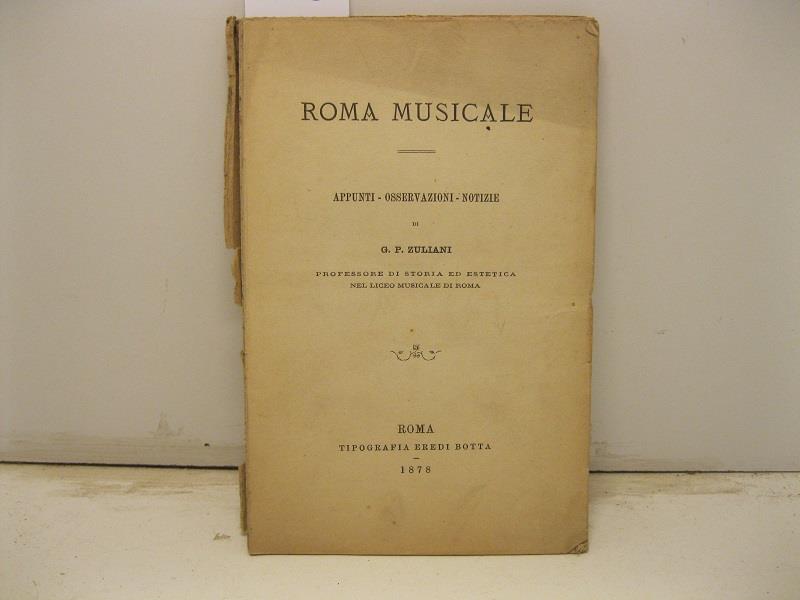 ROMA MUSICALE
APPUNTI - OSSERVAZIONI - NOTIZIE
DI
G. P. ZULIANI
PROFESSORE DI STORIA ED ESTETICA
NEL LICEO MUSICALE DI ROMA
ROMA
TIPOGRAFIA EREDI BOTTA
1878